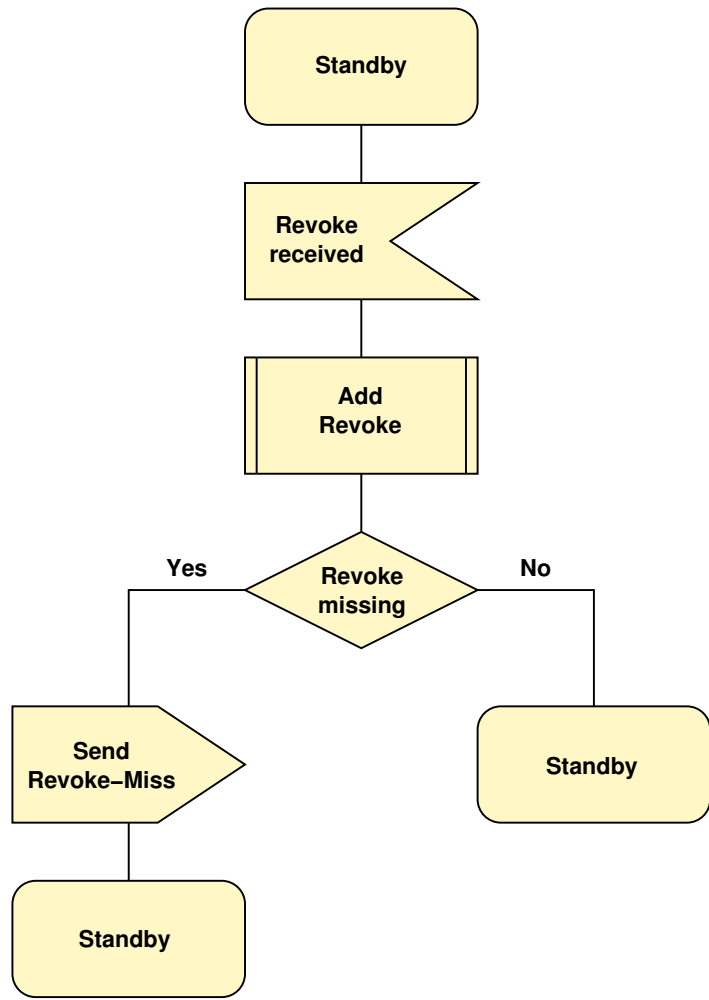 Standby
Revoke
received
Add
Revoke
Yes
Revoke
missing
No
Send
Revoke−Miss
Standby
Standby